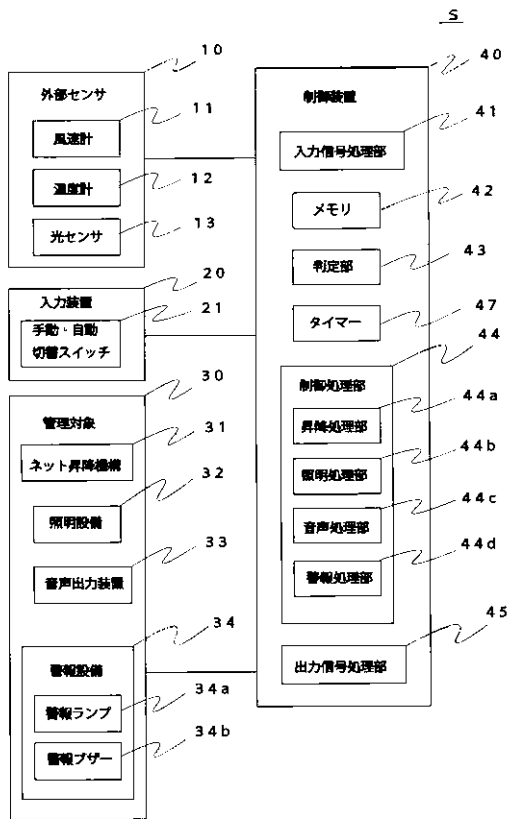 S
10
外部センサ
11
風速計
12
温度計
13
光センサ
20
入力装置
21
手動・自動
切替スイッチ
30
管理対象
31
ネット昇降機構
32
照明設備
33
音声出力装置
34
警報設備
34a
警報ランプ
34b
警報ブザー
40
制御装置
41
入力信号処理部
42
メモリ
43
判定部
47
タイマー
44
制御処理部
44a
昇降処理部
44b
照明処理部
44c
音声処理部
44d
警報処理部
45
出力信号処理部